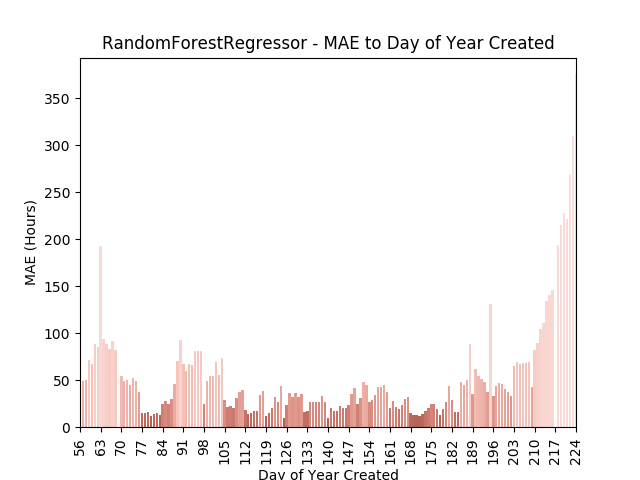 RandomForestRegressor - MAE to Day of Year Created
MAE (Hours)
350
300
250
200
150
100
50
0
56 63 70 77 84 91 98 105 112 119 126 133 140 147 154 161 168 175 182 189 196 203 210 217 224
Day of Year Created